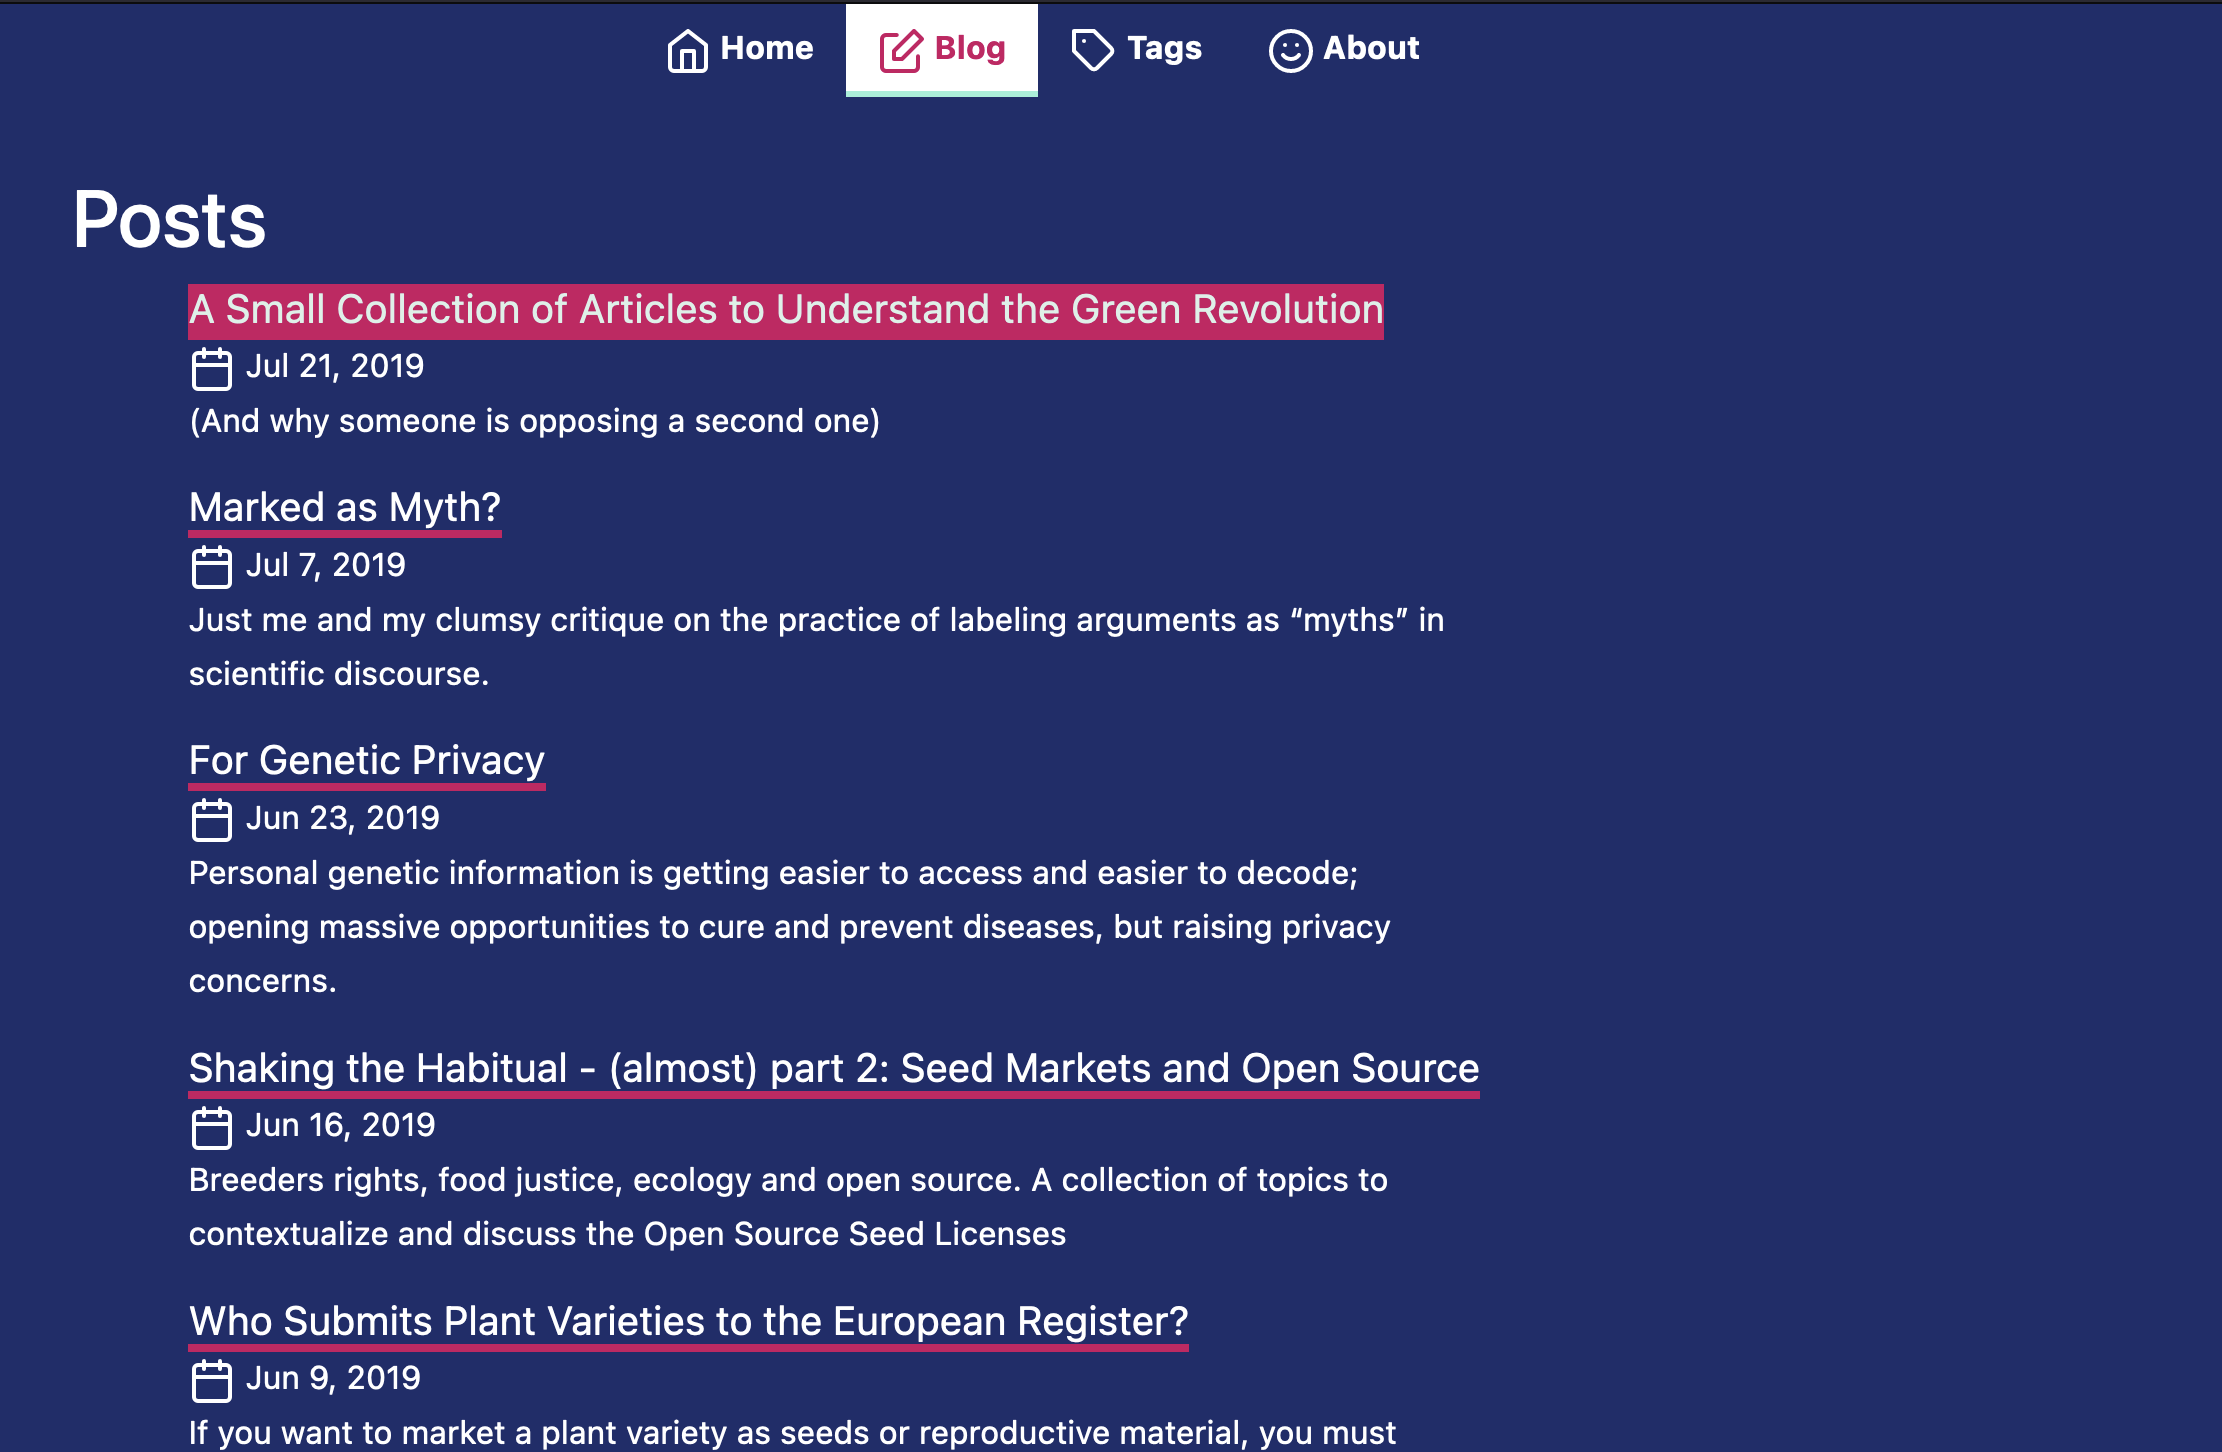 Home Blog Tags About
Posts
A Small Collection of Articles to Understand the Green Revolution
Jul 21, 2019
(And why someone is opposing a second one)
Marked as Myth?
Jul 7, 2019
Just me and my clumsy critique on the practice of labeling arguments as “myths” in
scientific discourse.
For Genetic Privacy
Jun 23, 2019
Personal genetic information is getting easier to access and easier to decode;
opening massive opportunities to cure and prevent diseases, but raising privacy
concerns.
Shaking the Habitual - (almost) part 2: Seed Markets and Open Source
Jun 16, 2019
Breeders rights, food justice, ecology and open source. A collection of topics to
contextualize and discuss the Open Source Seed Licenses
Who Submits Plant Varieties to the European Register?
Jun 9, 2019
If you want to market a plant variety as seeds or reproductive material, you must